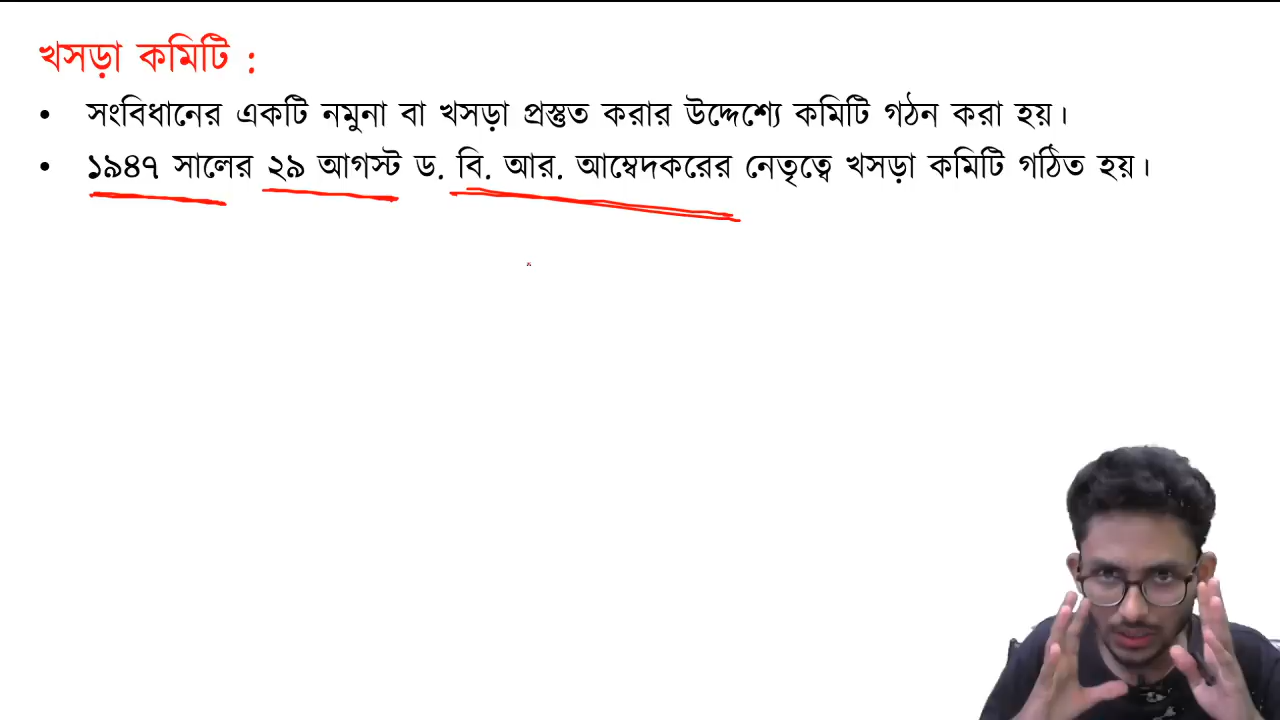 খসড়া কমিটি :
• সংবিধানের একটি নমুনা বা খসড়া প্রস্তুত করার উদ্দেশ্যে কমিটি গঠন করা হয়।
• ১৯৪৭ সালের ২৯ আগস্ট ড. বি. আর. আম্বেদকরের নেতৃত্বে খসড়া কমিটি গঠিত হয়।